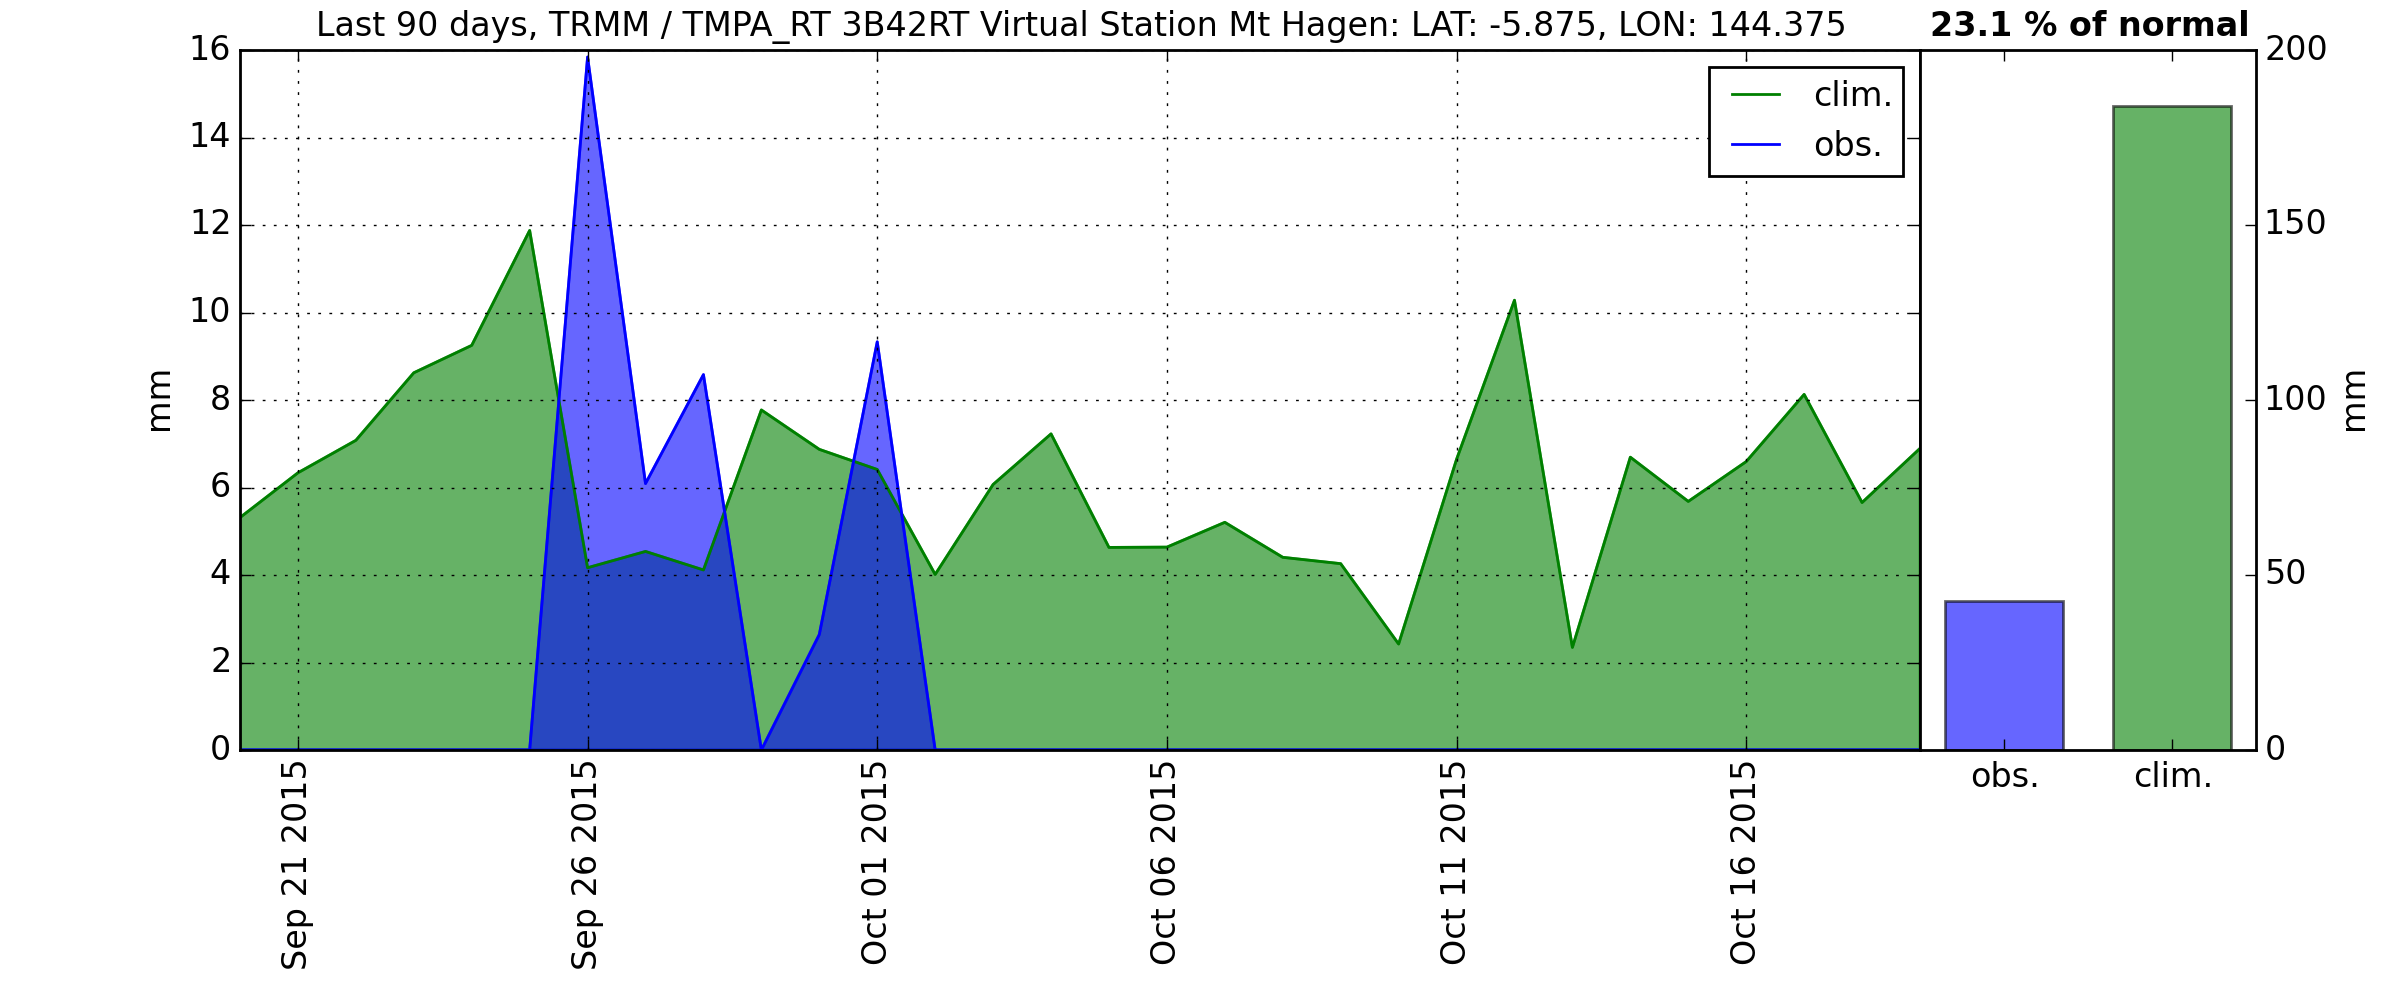 Last 90 days, TRMM / TMPA_RT 3B42RT Virtual Station Mt Hagen: LAT: -5.875, LON: 144.375
23.1 % of normal
16
14
12
10
8
6
4
2
0
mm
clim.
obs.
Sep 21 2015
Sep 26 2015
Oct 01 2015
Oct 06 2015
Oct 11 2015
Oct 16 2015
200
150
100
50
0
mm
obs.
clim.